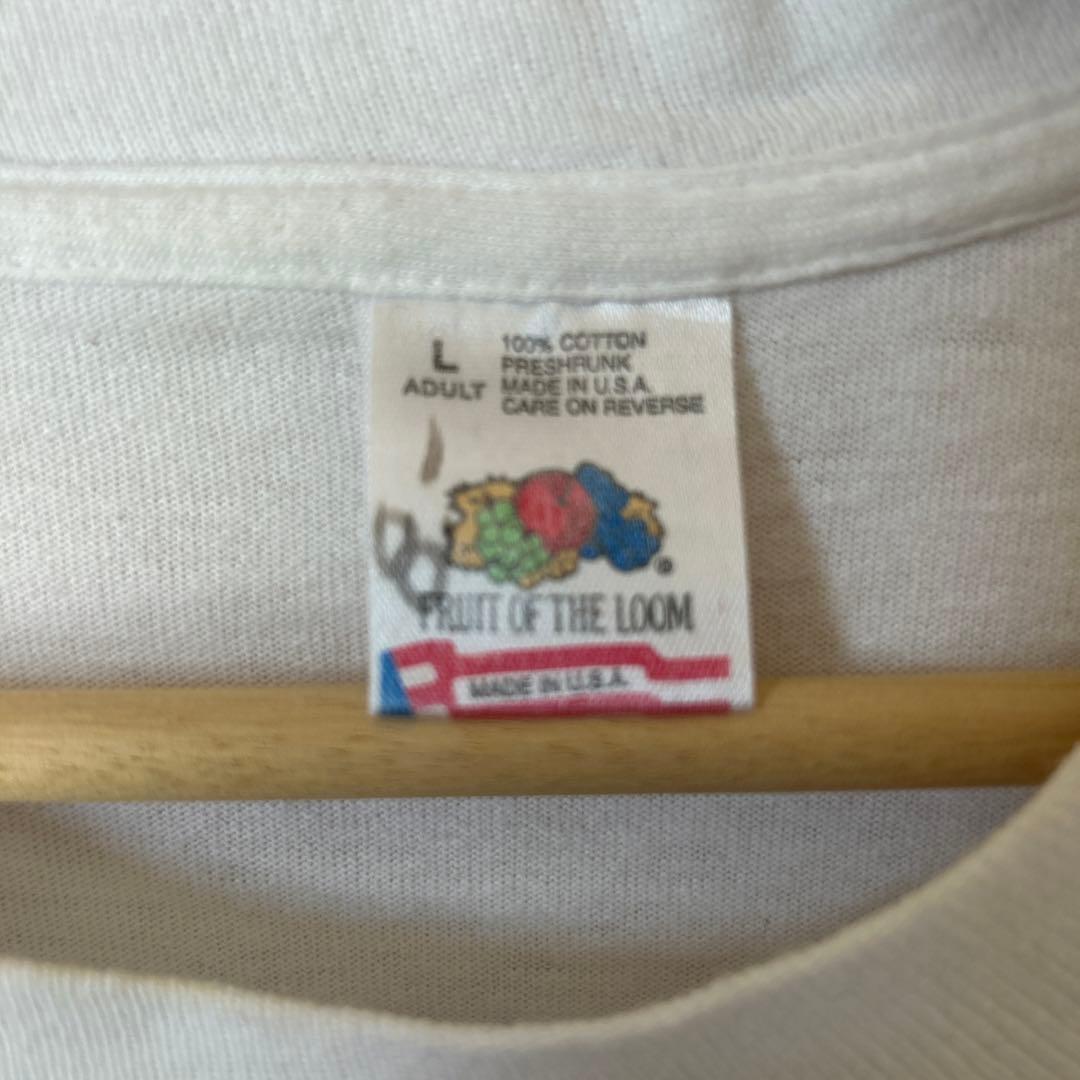 L
ADULT
100% COTTON
PRESHRUNK
MADE IN U.S.A.
CARE ON REVERSE
®
FRUIT OF THE LOOM
MADE IN U.S.A.